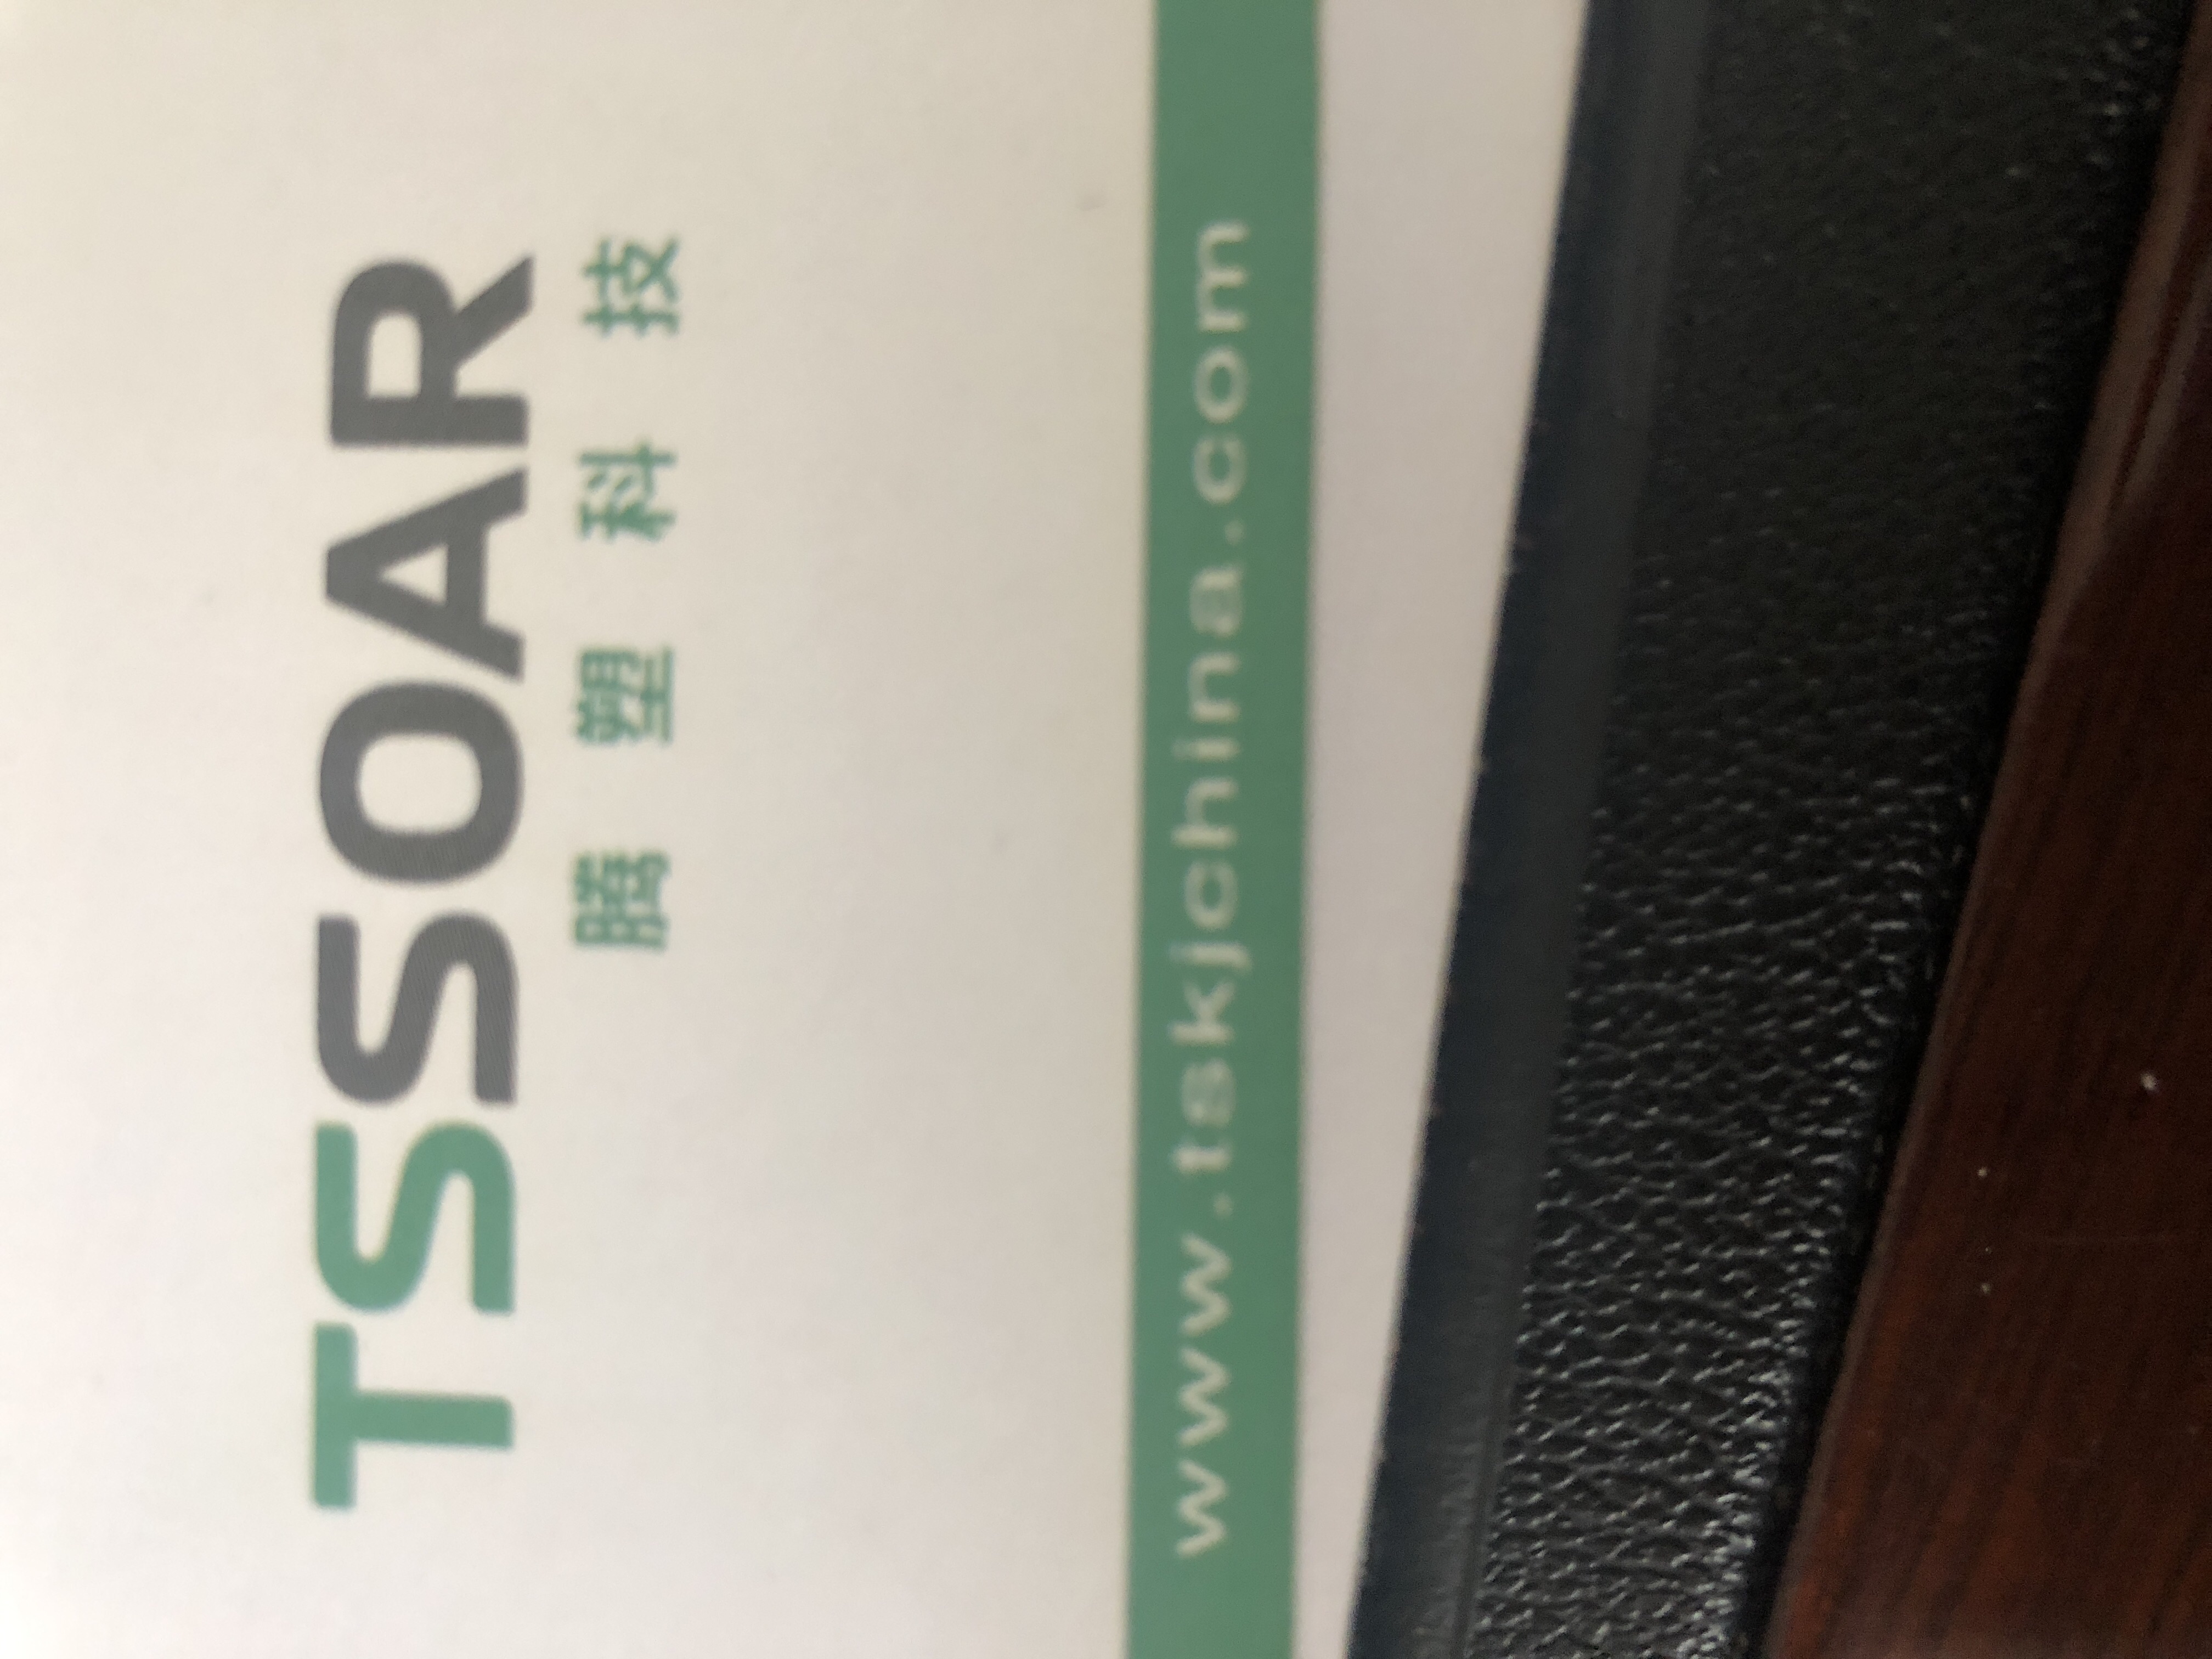 TSSOAR
腾塑科技
www.tskjchina.com